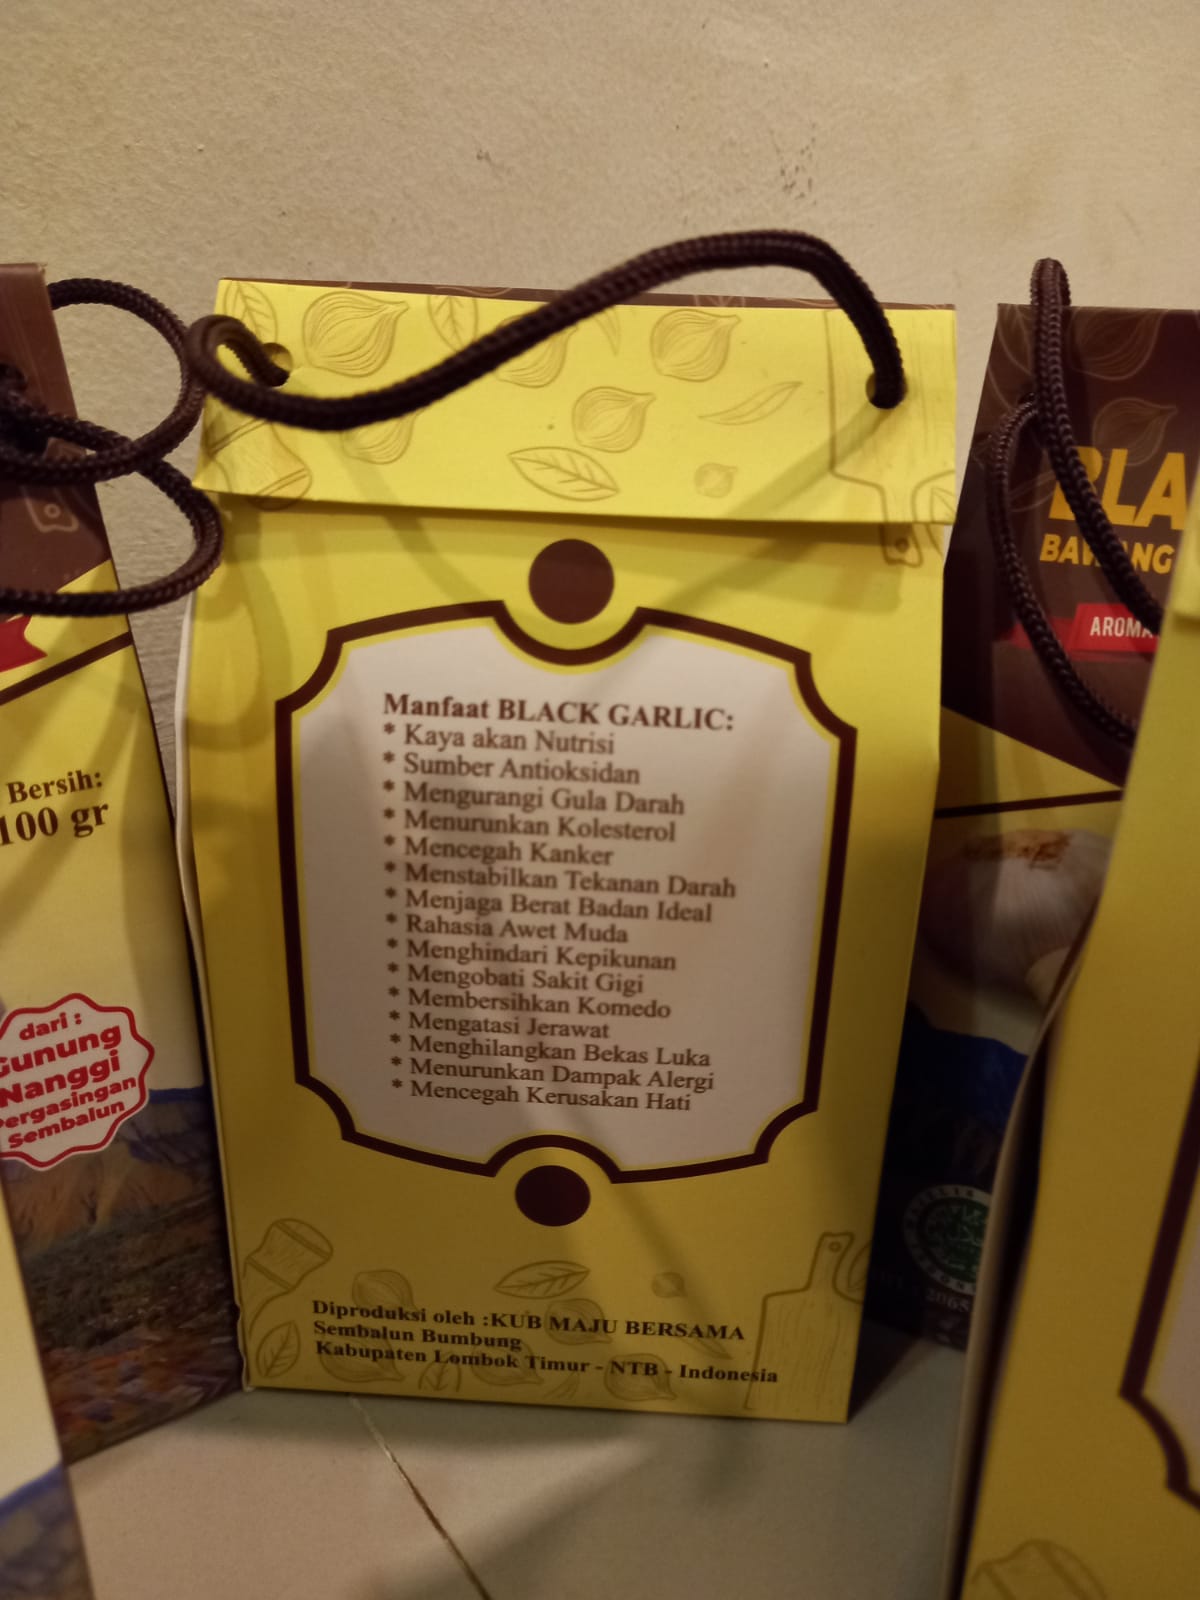 Manfaat BLACK GARLIC:
* Kaya akan Nutrisi
* Sumber Antioksidan
* Mengurangi Gula Darah
* Menurunkan Kolesterol
* Mencegah Kanker
* Menstabilkan Tekanan Darah
* Menjaga Berat Badan Ideal
* Rahasia Awet Muda
* Menghindari Kepikunan
* Mengobati Sakit Gigi
* Membersihkan Komedo
* Mengatasi Jerawat
* Menghilangkan Bekas Luka
* Menurunkan Dampak Alergi
* Mencegah Kerusakan Hati
Diproduksi oleh :KUB MAJU BERSAMA
Sembalun Bumbung
Kabupaten Lombok Timur - NTB - Indonesia
Bersih:
100 gr
dari :
Gunung
Nanggi
Pergasingan
Sembalun
BLA
BAWANG
AROMA